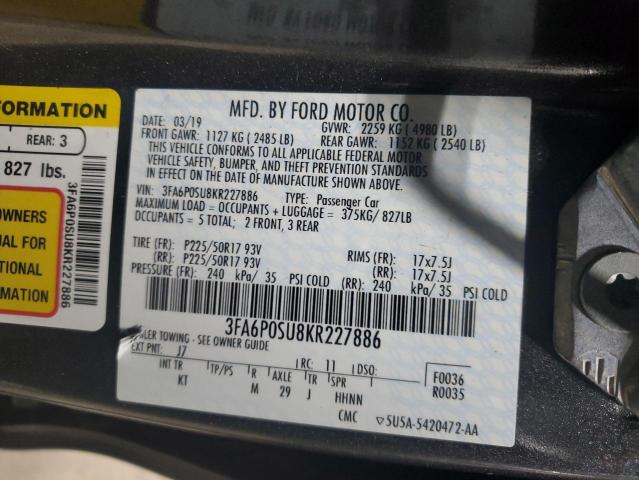 FORMATION
REAR: 3
827 lbs.
OWNERS
UAL FOR
ITIONAL
ORMATION
3FA6P0SU8KR227886
MFD. BY FORD MOTOR CO.
DATE: 03/19 GVWR: 2259 KG ( 4980 LB)
FRONT GAWR: 1127 KG ( 2485 LB) REAR GAWR: 1152 KG ( 2540 LB)
THIS VEHICLE CONFORMS TO ALL APPLICABLE FEDERAL MOTOR
VEHICLE SAFETY, BUMPER, AND THEFT PREVENTION STANDARDS
IN EFFECT ON THE DATE OF MANUFACTURE SHOWN ABOVE.
VIN: 3FA6P0SU8KR227886 TYPE: Passenger Car
MAXIMUM LOAD = OCCUPANTS + LUGGAGE = 375KG/ 827LB
OCCUPANTS = 5 TOTAL; 2 FRONT, 3 REAR
TIRE (FR): P225/50R17 93V RIMS (FR): 17x7.5J
(RR): P225/50R17 93V (RR): 17x7.5J
PRESSURE (FR): 240 kPa/ 35 PSI COLD (RR): 240 kPa/ 35 PSI COLD
3FA6P0SU8KR227886
TRAILER TOWING - SEE OWNER GUIDE
EXT PNT: J7 RC: 11 DSO: F0036
INT TR TP/PS R AXLE TR SPR R0035
KT M 29 J HHNN
CMC ▽5USA-5420472-AA